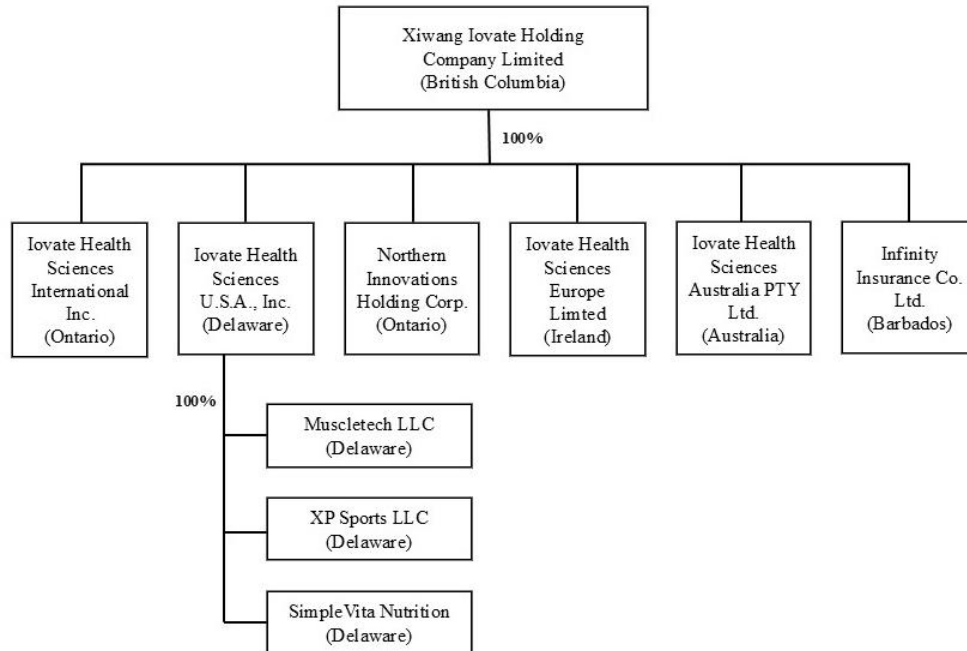 Xiwang Iovate Holding
Company Limited
(British Columbia)
100%
Iovate Health
Sciences
International
Inc.
(Ontario)
Iovate Health
Sciences
U.S.A., Inc.
(Delaware)
Northern
Innovations
Holding Corp.
(Ontario)
Iovate Health
Sciences
Europe
Limted
(Ireland)
Iovate Health
Sciences
Australia PTY
Ltd.
(Australia)
Infinity
Insurance Co.
Ltd.
(Barbados)
100%
Muscletech LLC
(Delaware)
XP Sports LLC
(Delaware)
SimpleVita Nutrition
(Delaware)